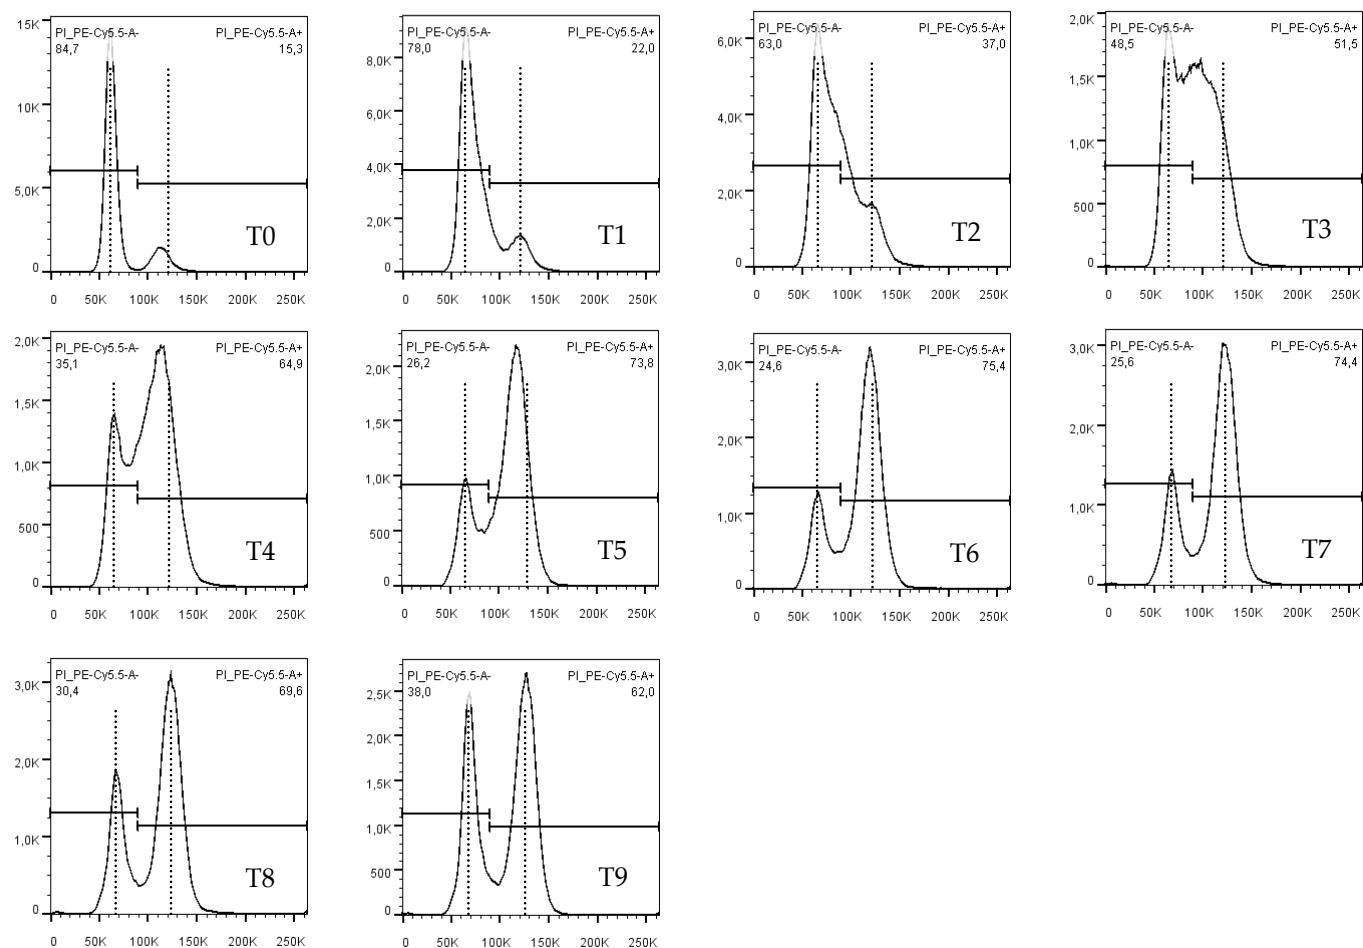 15K
10K
5,0K
0
PI_PE-Cy5.5-A-
84,7
PI_PE-Cy5.5-A+
15,3
T0
0 50K 100K 150K 200K 250K
8,0K
6,0K
4,0K
2,0K
0
PI_PE-Cy5.5-A-
78,0
PI_PE-Cy5.5-A+
22,0
T1
0 50K 100K 150K 200K 250K
6,0K
4,0K
2,0K
0
PI_PE-Cy5.5-A-
63,0
PI_PE-Cy5.5-A+
37,0
T2
0 50K 100K 150K 200K 250K
2,0K
1,5K
1,0K
500
0
PI_PE-Cy5.5-A-
48,5
PI_PE-Cy5.5-A+
51,5
T3
0 50K 100K 150K 200K 250K
2,0K
1,5K
1,0K
500
0
PI_PE-Cy5.5-A-
35,1
PI_PE-Cy5.5-A+
64,9
T4
0 50K 100K 150K 200K 250K
2,0K
1,5K
1,0K
500
0
PI_PE-Cy5.5-A-
26,2
PI_PE-Cy5.5-A+
73,8
T5
0 50K 100K 150K 200K 250K
3,0K
2,0K
1,0K
0
PI_PE-Cy5.5-A-
24,6
PI_PE-Cy5.5-A+
75,4
T6
0 50K 100K 150K 200K 250K
3,0K
2,0K
1,0K
0
PI_PE-Cy5.5-A-
25,6
PI_PE-Cy5.5-A+
74,4
T7
0 50K 100K 150K 200K 250K
3,0K
2,0K
1,0K
0
PI_PE-Cy5.5-A-
30,4
PI_PE-Cy5.5-A+
69,6
T8
0 50K 100K 150K 200K 250K
2,5K
2,0K
1,5K
1,0K
500
0
PI_PE-Cy5.5-A-
38,0
PI_PE-Cy5.5-A+
62,0
T9
0 50K 100K 150K 200K 250K